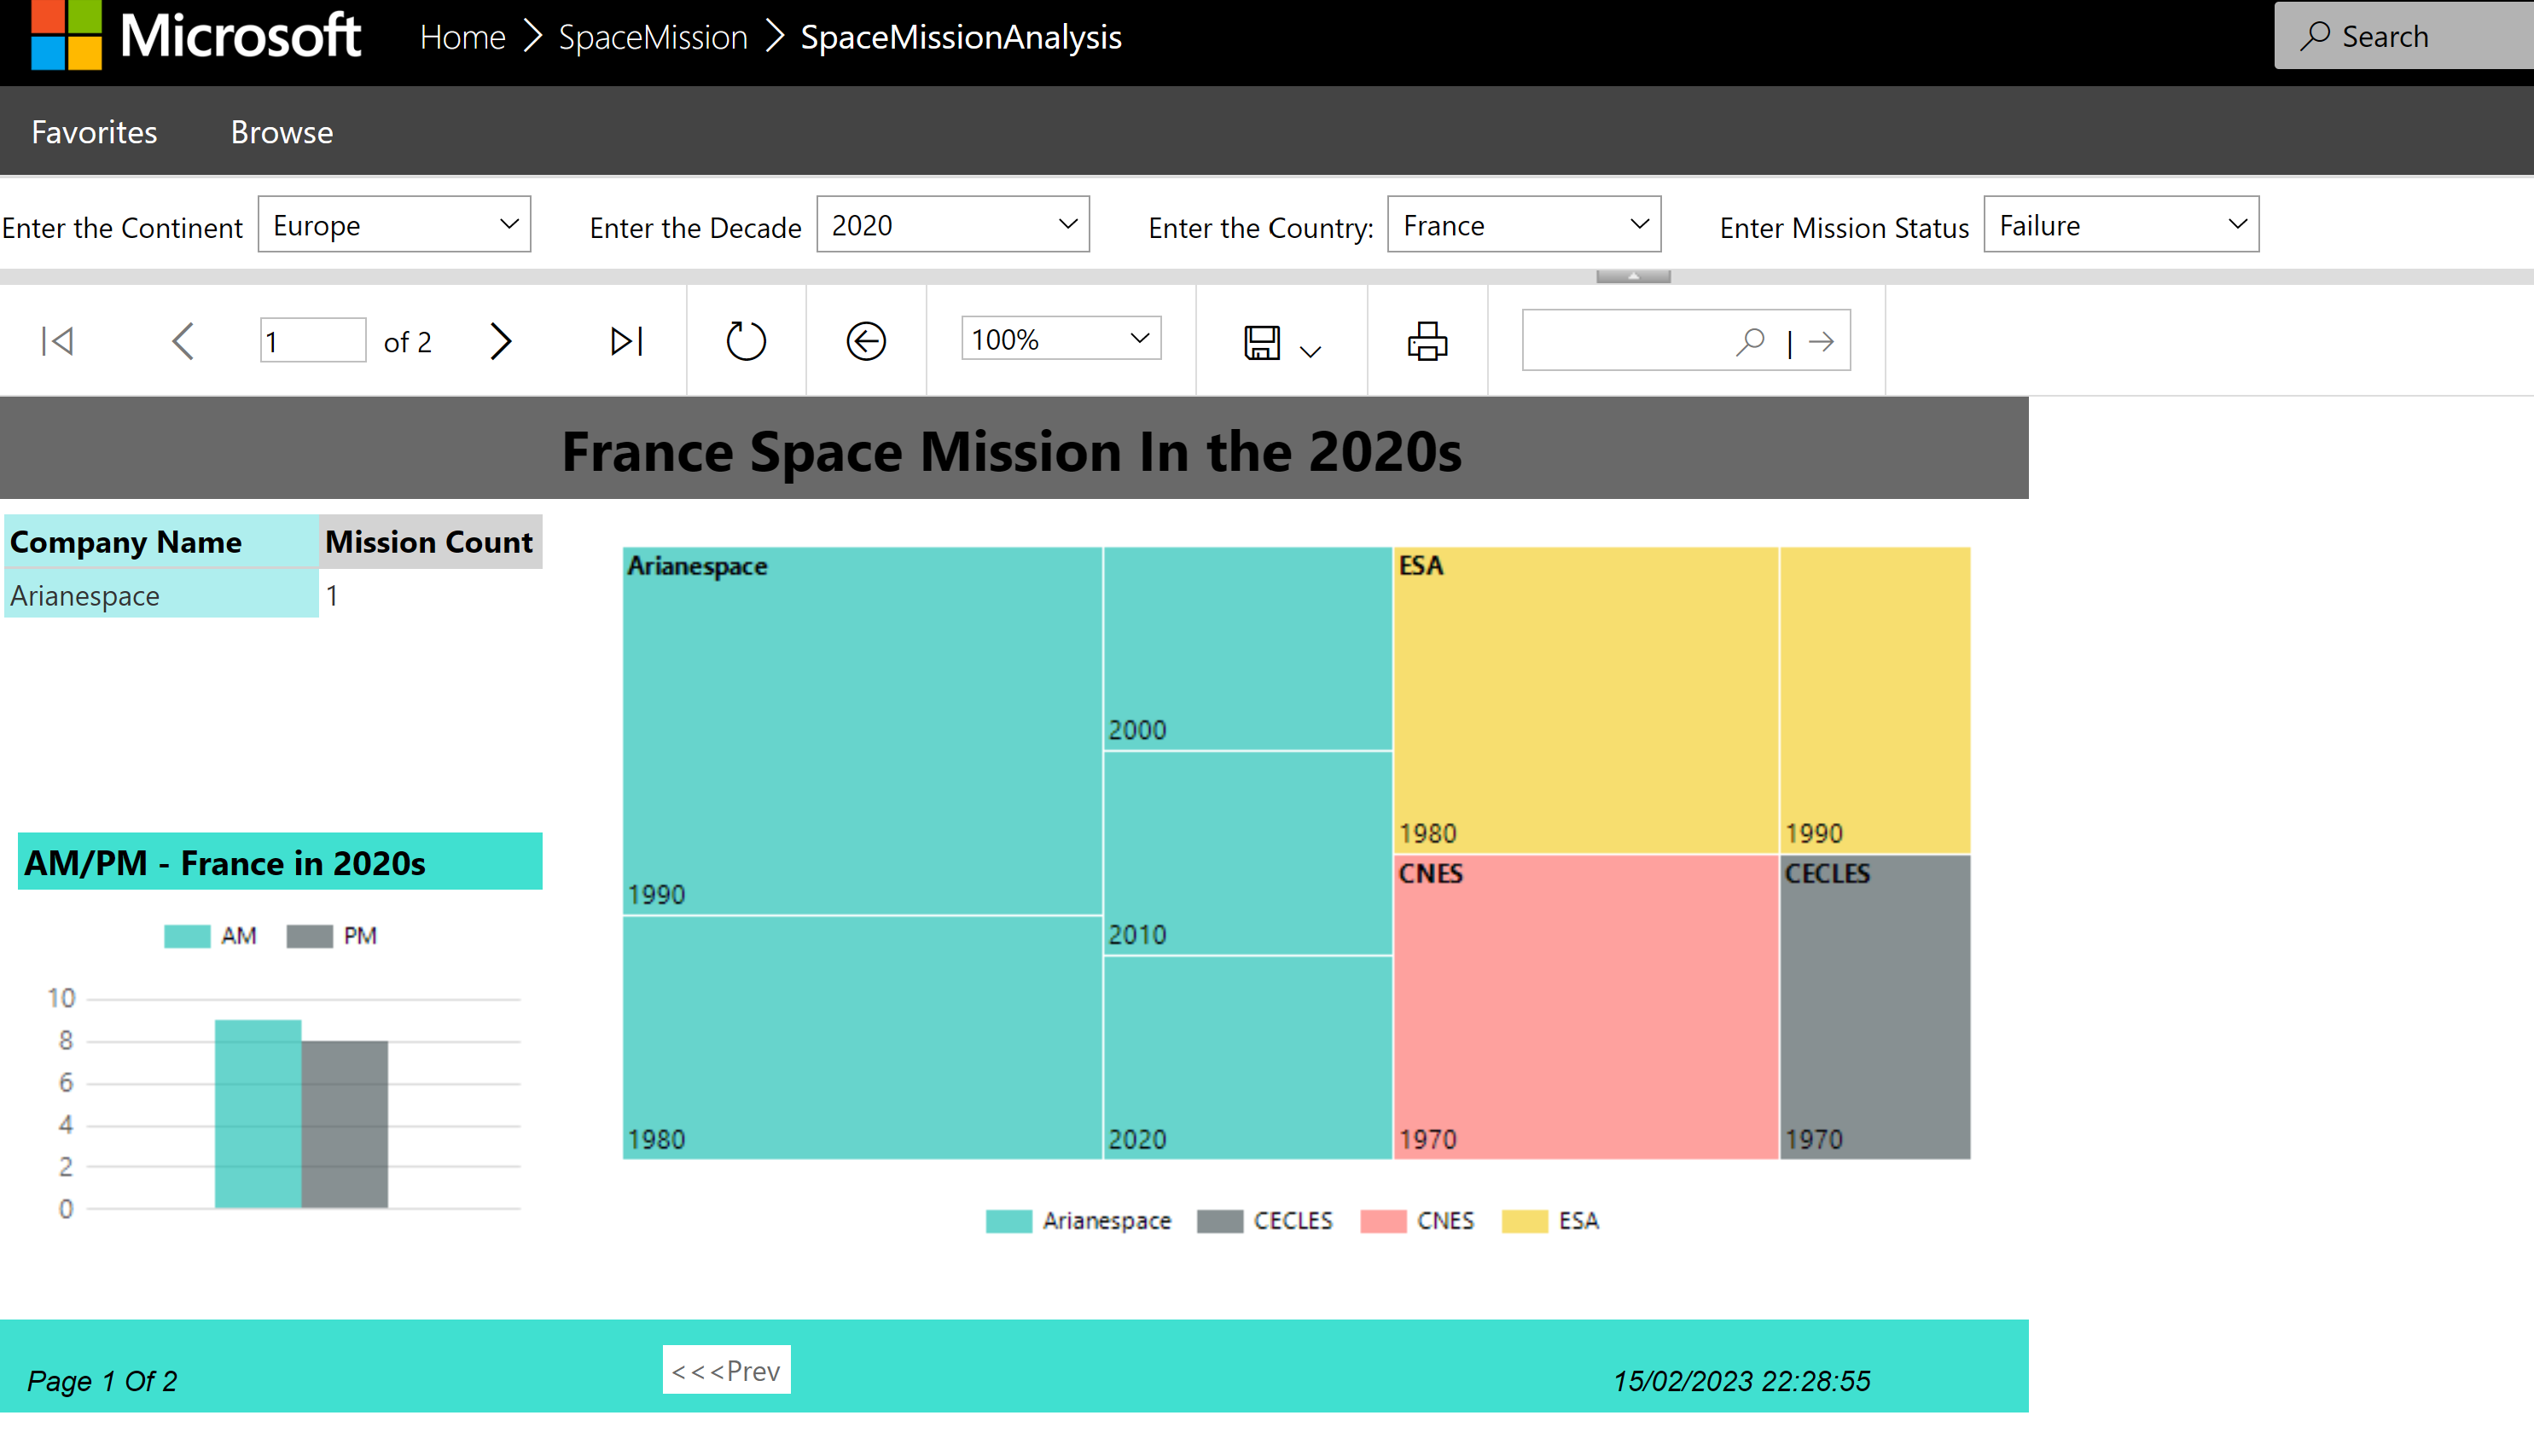 Microsoft Home SpaceMission SpaceMissionAnalysis Search
Favorites Browse
Enter the Continent Europe Enter the Decade 2020 Enter the Country: France Enter Mission Status Failure
1 of 2 100% |
France Space Mission In the 2020s
Company Name Mission Count
Arianespace 1
AM/PM - France in 2020s
AM PM
10
8
6
4
2
0
Arianespace
1990
1980
2000
2010
2020
ESA
1980
1990
CNES
1970
CECLES
1970
Arianespace CECLES CNES ESA
Page 1 Of 2 <<<Prev 15/02/2023 22:28:55